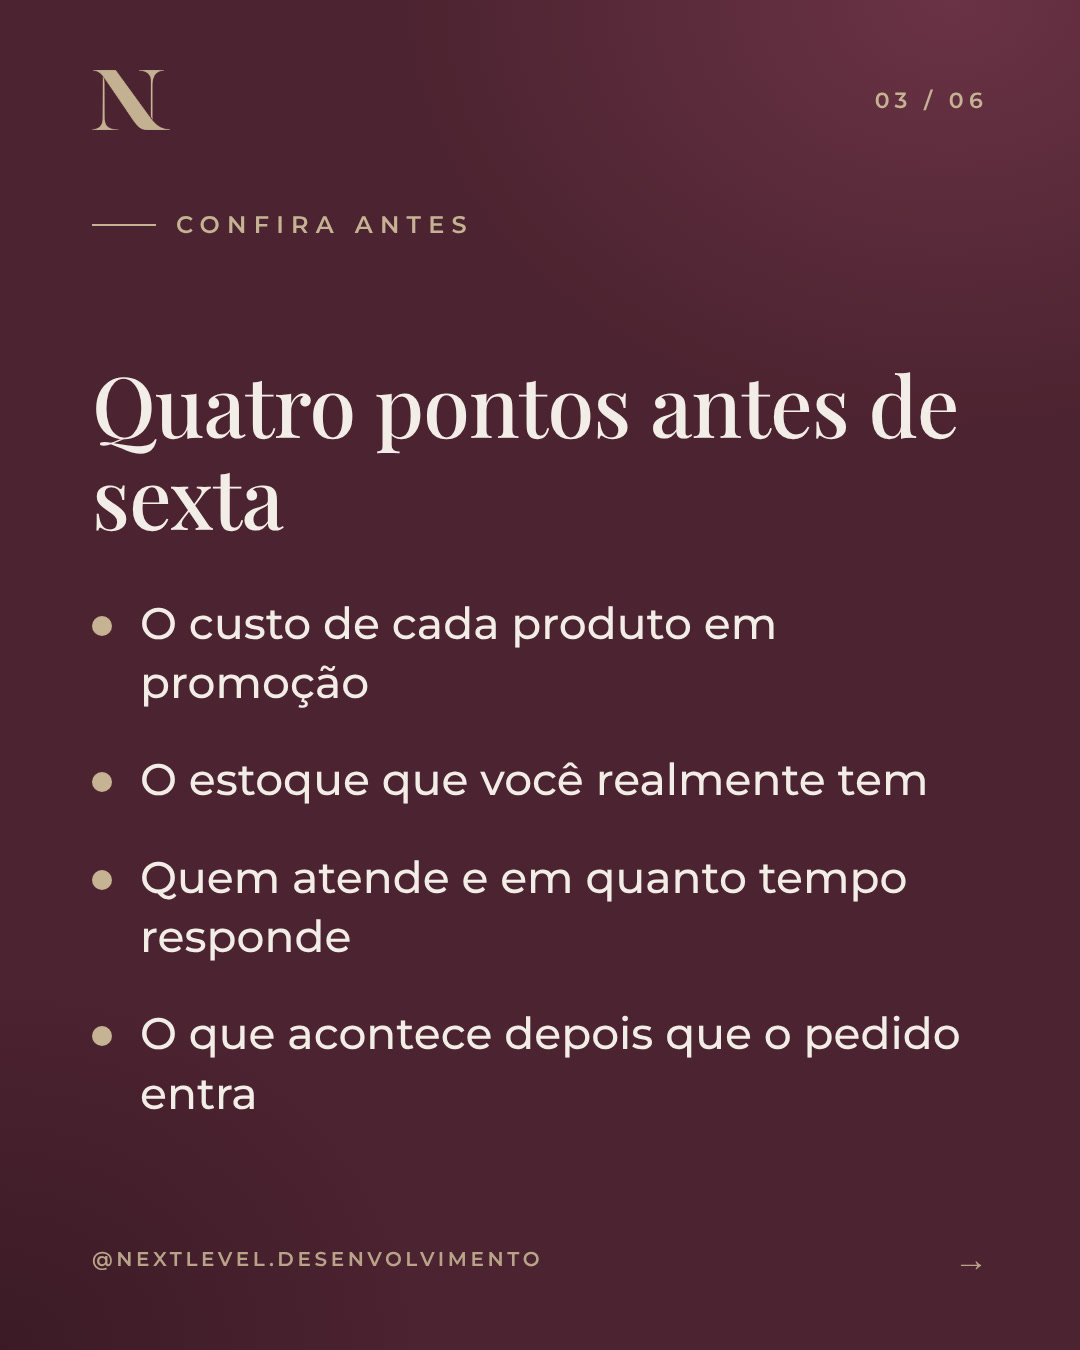 N
03 / 06
CONFIRA ANTES
Quatro pontos antes de
sexta
O custo de cada produto em
promoção
O estoque que você realmente tem
Quem atende e em quanto tempo
responde
O que acontece depois que o pedido
entra
@NEXTLEVEL.DESENVOLVIMENTO
→